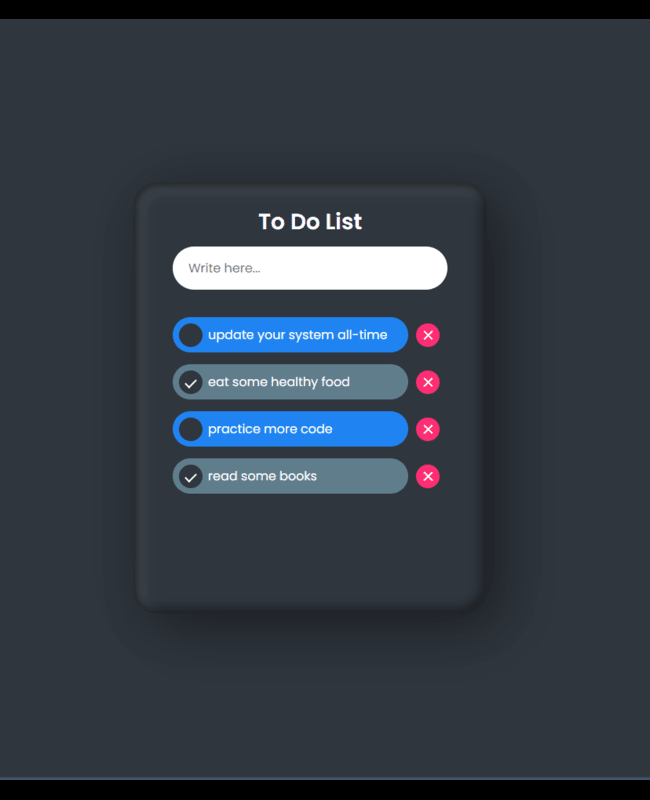 To Do List
Write here...
update your system all-time
eat some healthy food
practice more code
read some books